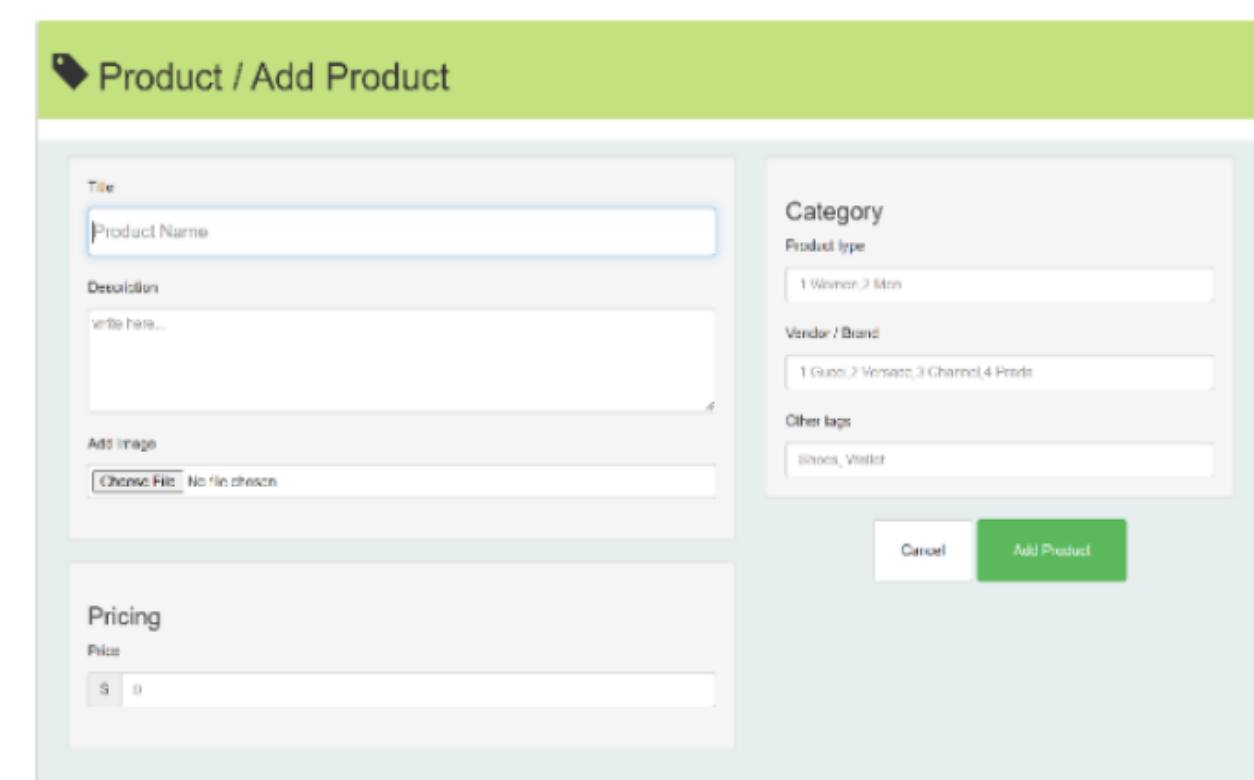 Product / Add Product
Title
Product Name
Description
write here...
Add Image
Choose File No file chosen
Pricing
Price
$ 0
Category
Product type
1 Women,2 Men
Vendor / Brand
1 Gucci,2 Versace,3 Channel,4 Prada
Other tags
Shoes, Wallet
Cancel
Add Product